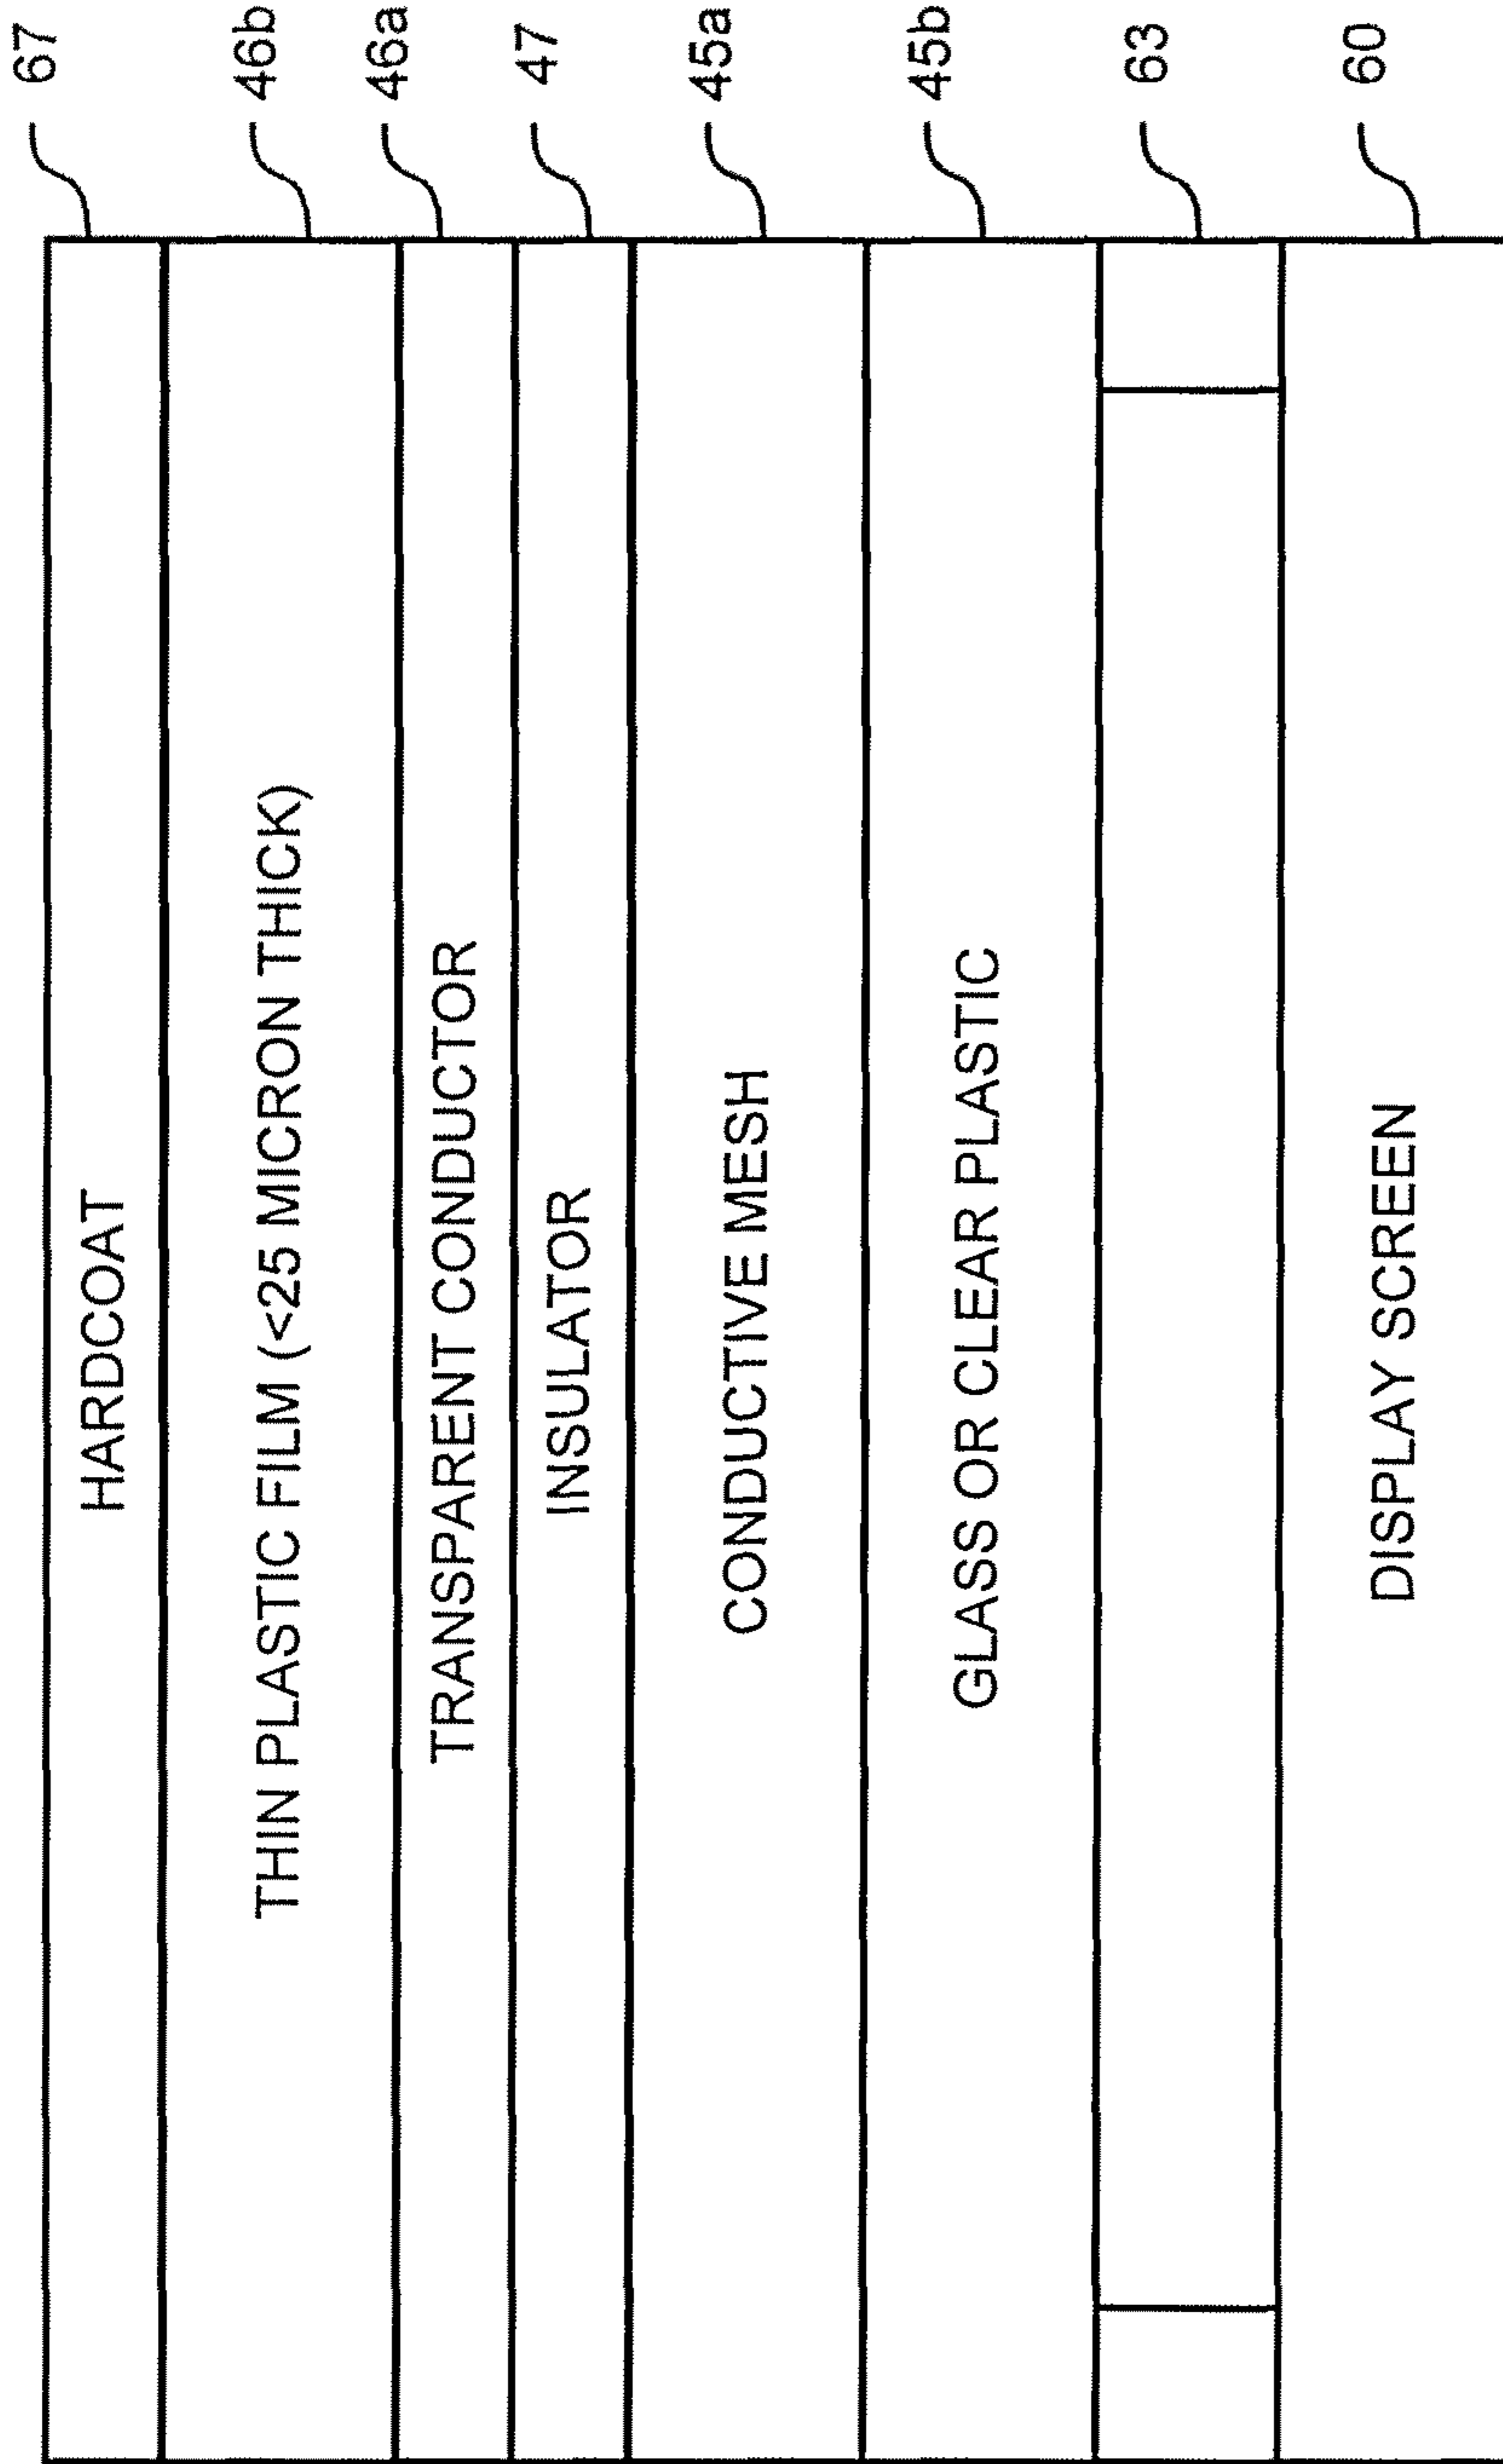 HARDCOAT 67
THIN PLASTIC FILM (<25 MICRON THICK) 46b
TRANSPARENT CONDUCTOR 46a
INSULATOR 47
CONDUCTIVE MESH 45a
GLASS OR CLEAR PLASTIC 45b
63
DISPLAY SCREEN 60